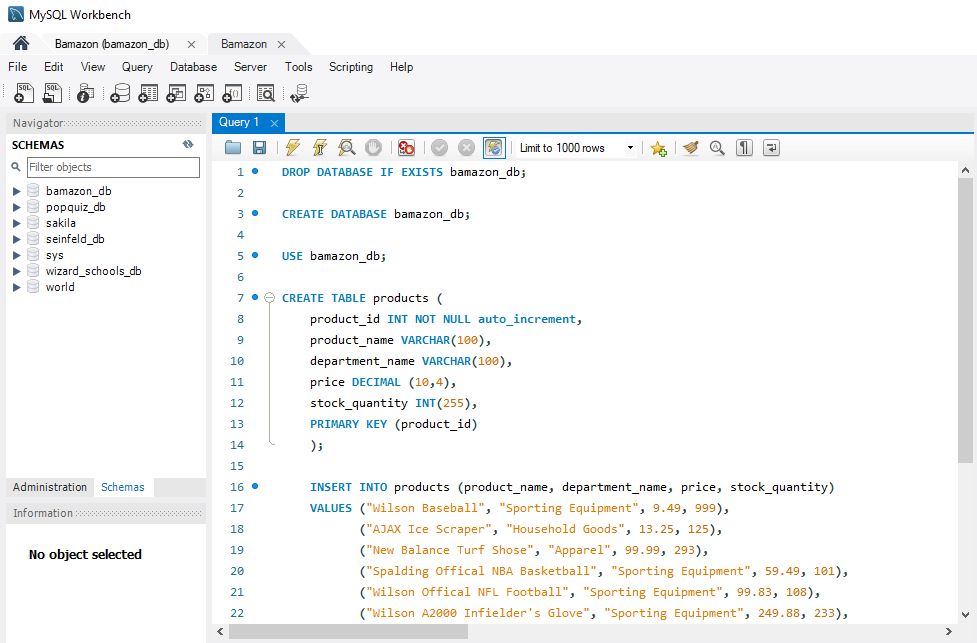 MySQL Workbench
Bamazon (bamazon_db) Bamazon
File Edit View Query Database Server Tools Scripting Help
SQL SQL
Navigator
SCHEMAS
Filter objects
bamazon_db
popquiz_db
sakila
seinfeld_db
sys
wizard_schools_db
world
Administration Schemas
Information
No object selected
Query 1
Limit to 1000 rows
1 DROP DATABASE IF EXISTS bamazon_db;
2
3 CREATE DATABASE bamazon_db;
4
5 USE bamazon_db;
6
7 CREATE TABLE products (
8 product_id INT NOT NULL auto_increment,
9 product_name VARCHAR(100),
10 department_name VARCHAR(100),
11 price DECIMAL (10,4),
12 stock_quantity INT(255),
13 PRIMARY KEY (product_id)
14 );
15
16 INSERT INTO products (product_name, department_name, price, stock_quantity)
17 VALUES ("Wilson Baseball", "Sporting Equipment", 9.49, 999),
18 ("AJAX Ice Scraper", "Household Goods", 13.25, 125),
19 ("New Balance Turf Shose", "Apparel", 99.99, 293),
20 ("Spalding Offical NBA Basketball", "Sporting Equipment", 59.49, 101),
21 ("Wilson Offical NFL Football", "Sporting Equipment", 99.83, 108),
22 ("Wilson A2000 Infielder's Glove", "Sporting Equipment", 249.88, 233),